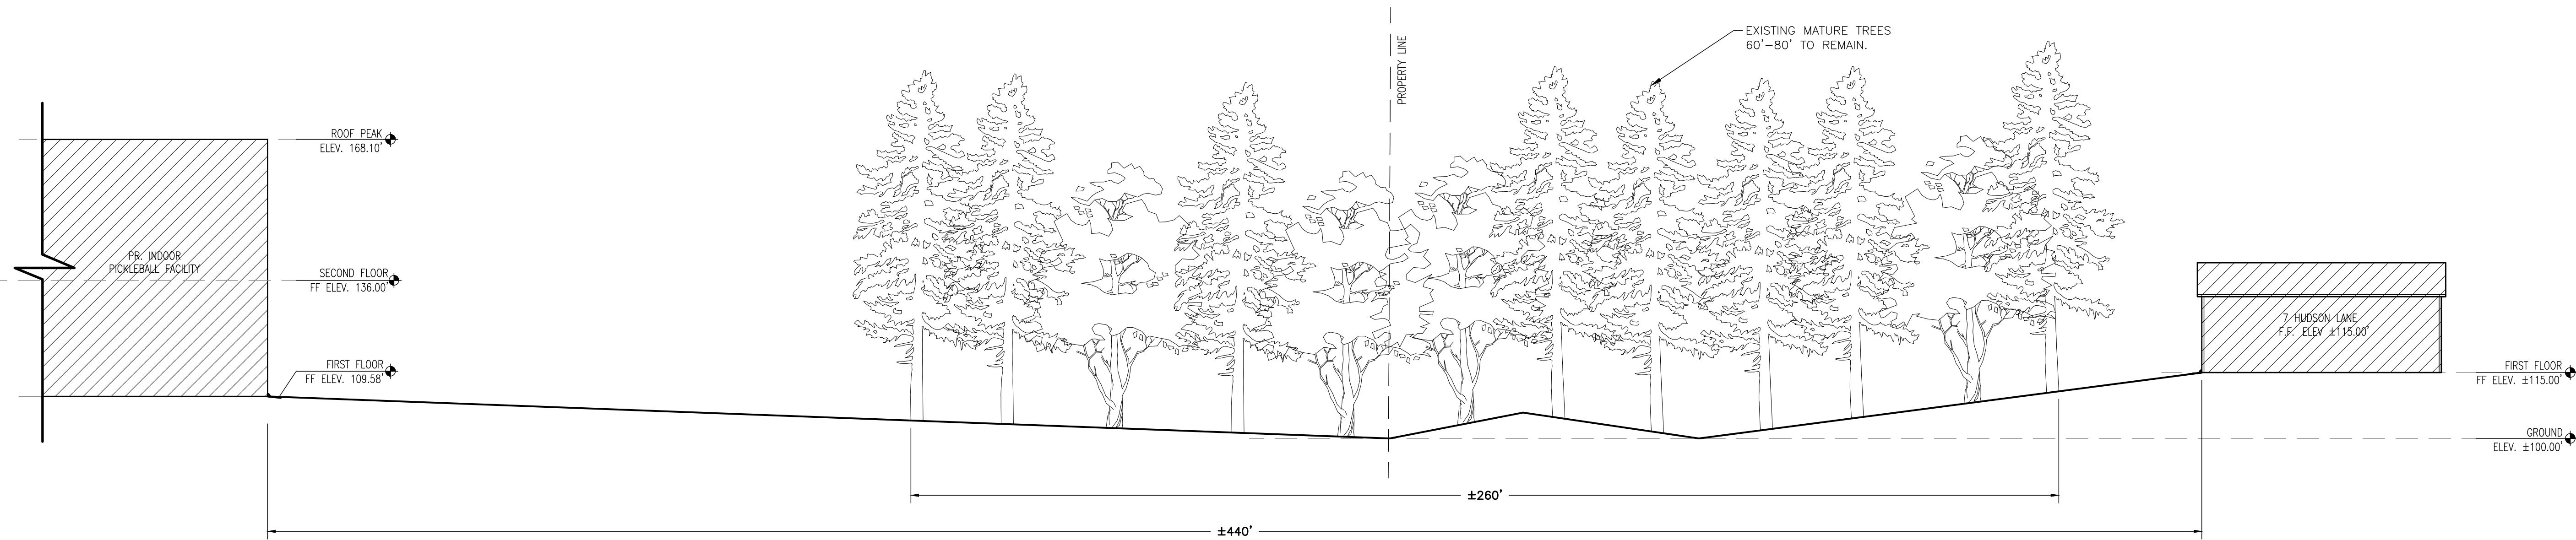 EXISTING MATURE TREES
60'-80' TO REMAIN.
PROPERTY LINE
ROOF PEAK
ELEV. 168.10'
PR. INDOOR
PICKLEBALL FACILITY
SECOND FLOOR
FF ELEV. 136.00'
7 HUDSON LANE
F.F. ELEV ±115.00'
FIRST FLOOR
FF ELEV. 109.58'
FIRST FLOOR
FF ELEV. ±115.00'
GROUND
ELEV. ±100.00'
±260'
±440'